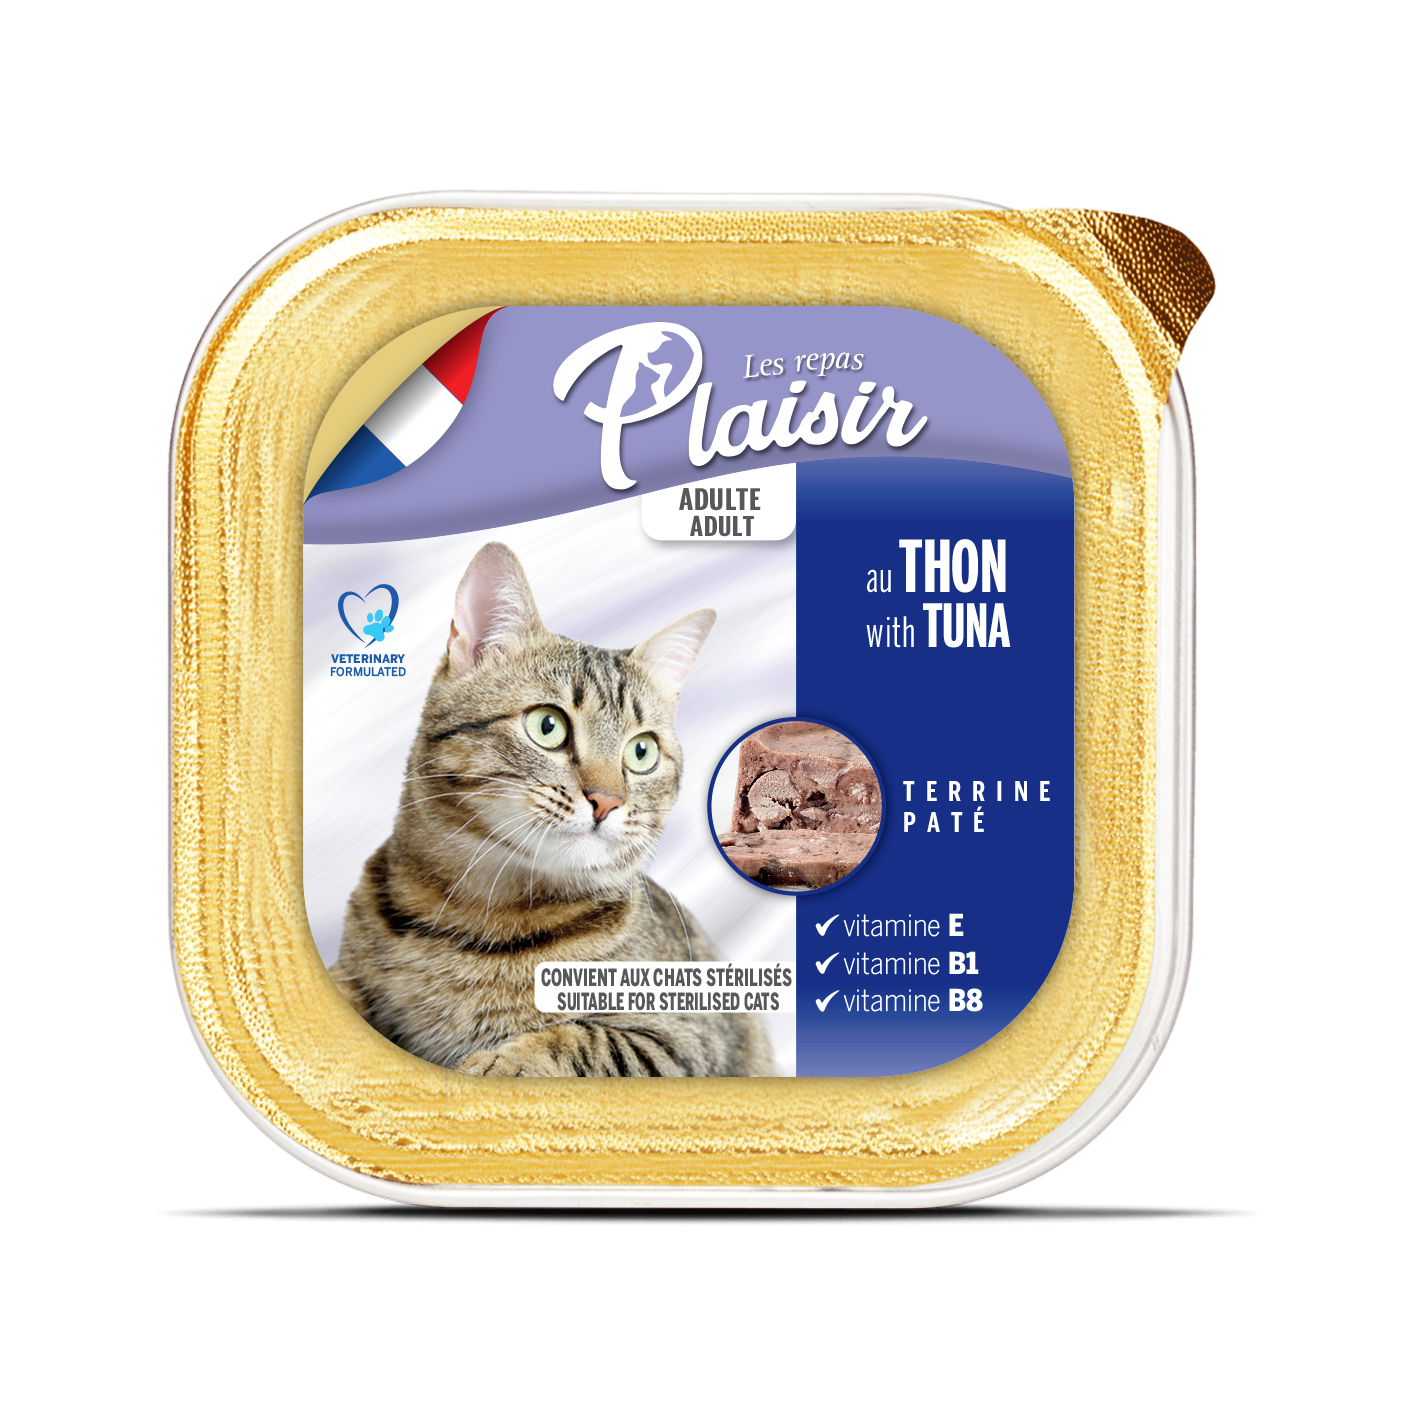 Les repas
Plaisir
ADULTE
ADULT
au THON
with TUNA
VETERINARY
FORMULATED
TERRINE
PATÉ
vitamine E
vitamine B1
vitamine B8
CONVIENT AUX CHATS STÉRILISÉS
SUITABLE FOR STERILISED CATS